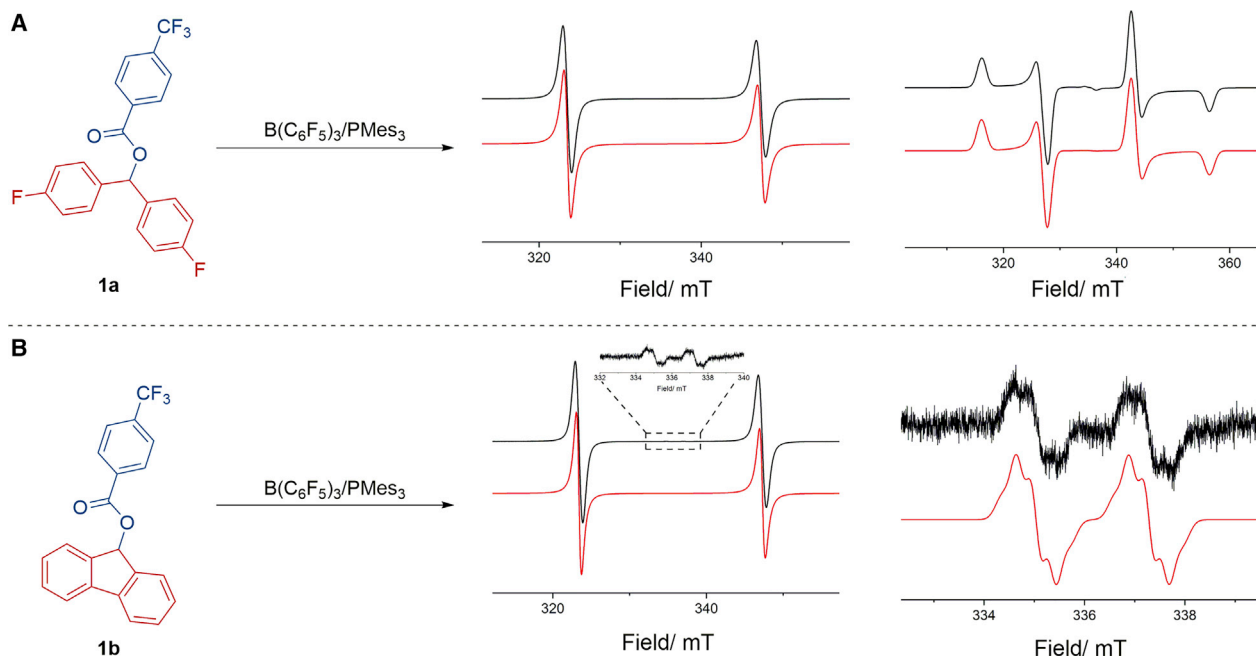 A
CF₃
O
O
F
F
1a
B(C₆F₅)₃/PMes₃
320 340
Field/ mT
320 340 360
Field/ mT
B
CF₃
O
O
1b
B(C₆F₅)₃/PMes₃
332 334 336 338 340
Field/ mT
320 340
Field/ mT
334 336 338
Field/ mT